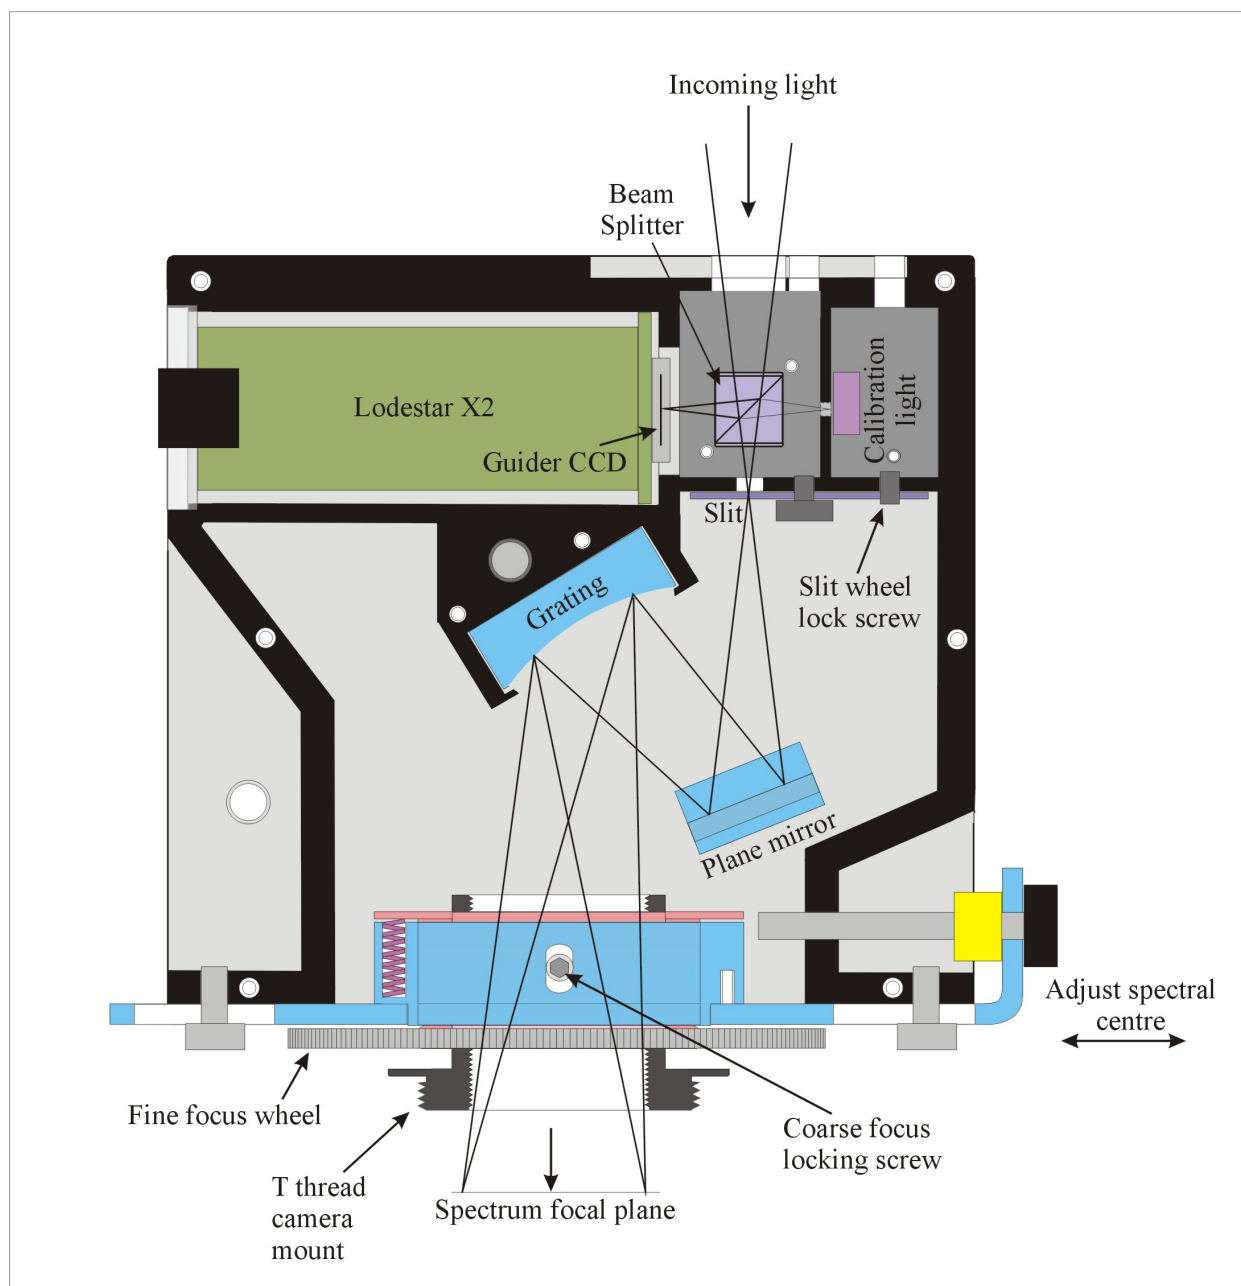 Incoming light
Beam
Splitter
Lodestar X2
Calibration
light
Guider CCD
Slit
Slit wheel
lock screw
Grating
Plane mirror
Adjust spectral
centre
Fine focus wheel
Coarse focus
locking screw
T thread
camera
mount
Spectrum focal plane